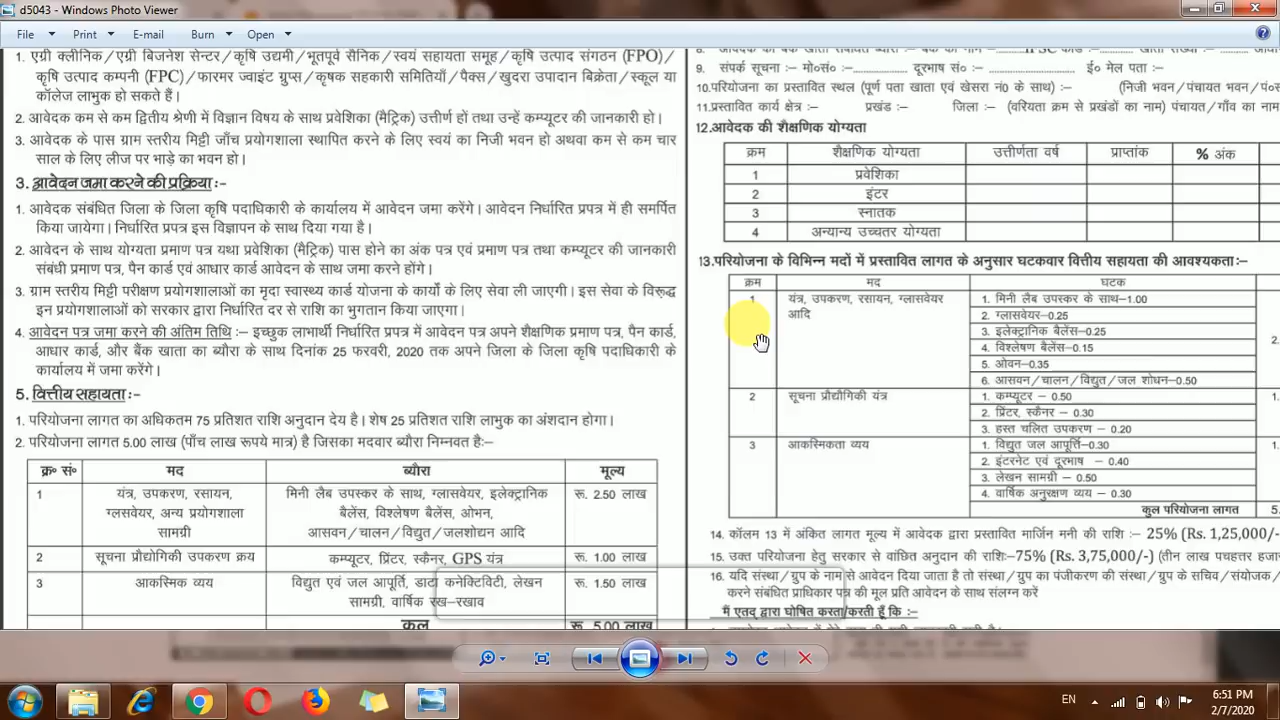 d5043 - Windows Photo Viewer
File Print E-mail Burn Open
1. एग्री क्लीनिक/एग्री बिजनेश सेन्टर/कृषि उद्यमी/भूतपूर्व सैनिक/स्वयं सहायता समूह/कृषि उत्पाद संगठन (FPO)/
कृषि उत्पाद कम्पनी (FPC)/फारमर ज्वाइंट ग्रुप्स/कृषक सहकारी समितियाँ/पैक्स/खुदरा उपादान बिक्रेता/स्कूल या
कॉलेज लाभुक हो सकते हैं।
2. आवेदक कम से कम द्वितीय श्रेणी में विज्ञान विषय के साथ प्रवेशिका (मैट्रिक) उत्तीर्ण हों तथा उन्हें कम्प्यूटर की जानकारी हो।
3. आवेदक के पास ग्राम स्तरीय मिट्टी जाँच प्रयोगशाला स्थापित करने के लिए स्वयं का निजी भवन हो अथवा कम से कम चार
साल के लिए लीज पर भाड़े का भवन हो।
3. आवेदन जमा करने की प्रक्रिया:-
1. आवेदक संबंधित जिला के जिला कृषि पदाधिकारी के कार्यालय में आवेदन जमा करेंगे। आवेदन निर्धारित प्रपत्र में ही समर्पित
किया जायेगा। निर्धारित प्रपत्र इस विज्ञापन के साथ दिया गया है।
2. आवेदन के साथ योग्यता प्रमाण पत्र यथा प्रवेशिका (मैट्रिक) पास होने का अंक पत्र एवं प्रमाण पत्र तथा कम्प्यूटर की जानकारी
संबंधी प्रमाण पत्र, पैन कार्ड एवं आधार कार्ड आवेदन के साथ जमा करने होंगे।
3. ग्राम स्तरीय मिट्टी परीक्षण प्रयोगशालाओं का मृदा स्वास्थ्य कार्ड योजना के कार्यों के लिए सेवा ली जाएगी। इस सेवा के विरूद्ध
इन प्रयोगशालाओं को सरकार द्वारा निर्धारित दर से राशि का भुगतान किया जाएगा।
4. आवेदन पत्र जमा करने की अंतिम तिथि :- इच्छुक लाभार्थी निर्धारित प्रपत्र में आवेदन पत्र अपने शैक्षणिक प्रमाण पत्र, पैन कार्ड,
आधार कार्ड, और बैंक खाता का ब्यौरा के साथ दिनांक 25 फरवरी, 2020 तक अपने जिला के जिला कृषि पदाधिकारी के
कार्यालय में जमा करेंगे।
5. वित्तीय सहायता:-
1. परियोजना लागत का अधिकतम 75 प्रतिशत राशि अनुदान देय है। शेष 25 प्रतिशत राशि लाभुक का अंशदान होगा।
2. परियोजना लागत 5.00 लाख (पाँच लाख रूपये मात्र) है जिसका मदवार ब्यौरा निम्नवत है:-
क्र० सं० मद ब्यौरा मूल्य
1 यंत्र, उपकरण, रसायन, मिनी लैब उपस्कर के साथ, ग्लासवेयर, इलेक्ट्रानिक रू. 2.50 लाख
ग्लसवेयर, अन्य प्रयोगशाला बैलेंस, विश्लेषण बैलेंस, ओभन,
सामग्री आसवन/चालन/विद्युत/जलशोद्यन आदि
2 सूचना प्रौद्योगिकी उपकरण क्रय कम्प्यूटर, प्रिंटर, स्कैनर, GPS यंत्र रू. 1.00 लाख
3 आकस्मिक व्यय विद्युत एवं जल आपूर्ति, डाटा कनेक्टिविटी, लेखन रू. 1.50 लाख
सामग्री, वार्षिक रख-रखाव
कुल रू. 5.00 लाख
9. संपर्क सूचना :- मो०सं० :- दूरभाष सं० :- ई० मेल पता :-
10.परियोजना का प्रस्तावित स्थल (पूर्ण पता खाता एवं खेसरा नं0 के साथ) :- (निजी भवन/पंचायत भवन/
11.प्रस्तावित कार्य क्षेत्र :- प्रखंड :- जिला :- (वरियता क्रम से प्रखंडों का नाम) पंचायत/गाँव का
12.आवेदक की शैक्षणिक योग्यता
क्रम शैक्षणिक योग्यता उत्तीर्णता वर्ष प्राप्तांक % अंक
1 प्रवेशिका
2 इंटर
3 स्नातक
4 अन्यान्य उच्चतर योग्यता
13.परियोजना के विभिन्न मदों में प्रस्तावित लागत के अनुसार घटकवार वित्तीय सहायता की आवश्यकता:-
क्रम मद घटक
1 यंत्र, उपकरण, रसायन, ग्लासवेयर 1. मिनी लैब उपस्कर के साथ-1.00
आदि 2. ग्लासवेयर-0.25
3. इलेक्ट्रानिक बैलेंस-0.25
4. विश्लेषण बैलेंस-0.15
5. ओवन-0.35
6. आसवन/चालन/विद्युत/जल शोधन-0.50
2 सूचना प्रौद्यौगिकी यंत्र 1. कम्प्यूटर - 0.50
2. प्रिंटर, स्कैनर - 0.30
3. हस्त चलित उपकरण - 0.20
3 आकस्मिकता व्यय 1. विद्युत जल आपूर्त्ति-0.30
2. इंटरनेट एवं दूरभाष - 0.40
3. लेखन सामाग्री - 0.50
4. वार्षिक अनुरक्षण व्यय - 0.30
कुल परियोजना लागत
14. कॉलम 13 में अंकित लागत मूल्य में आवेदक द्वारा प्रस्तावित मार्जिन मनी की राशि :- 25% (Rs. 1,25,000/-)
15. उक्त परियोजना हेतु सरकार से वांछित अनुदान की राशि:-75% (Rs. 3,75,000/-) (तीन लाख पचहत्तर
16. यदि संस्था/ग्रुप के नाम से आवेदन दिया जाता है तो संस्था/ग्रुप का पंजीकरण की संस्था/ग्रुप के सचिव/संयोजक/
करने संबंधित प्राधिकार पत्र की मूल प्रति आवेदन के साथ संलग्न करें
मैं एतद् द्वारा घोषित करता/करती हूँ कि :-
EN
6:51 PM
2/7/2020